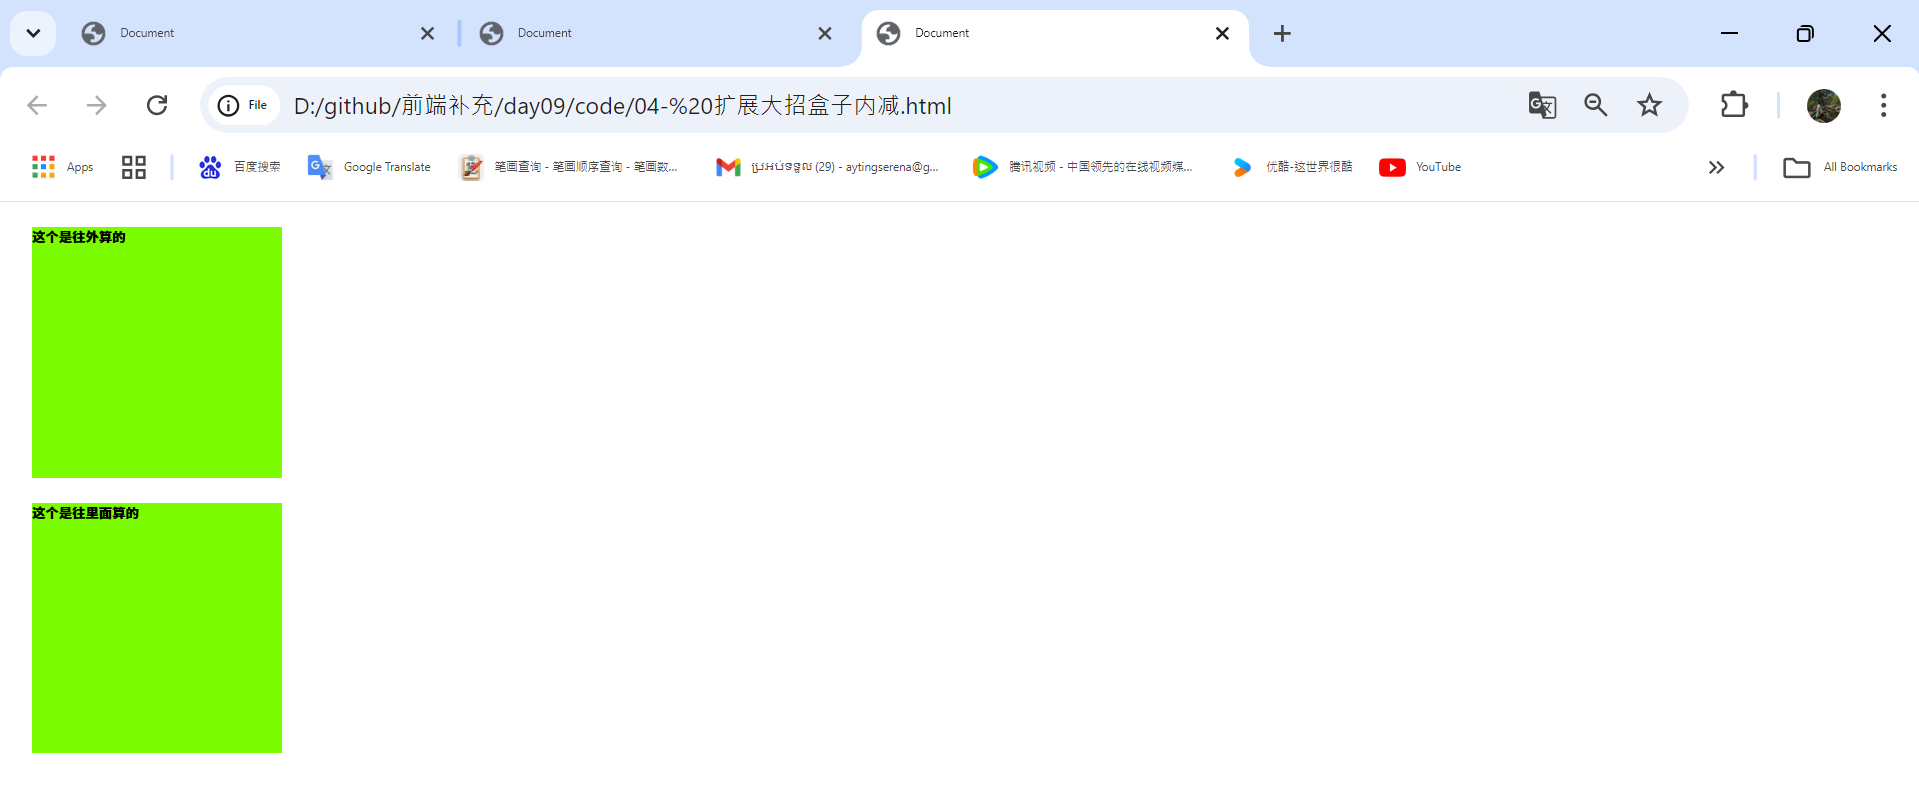 Document
Document
Document
File
D:/github/前端补充/day09/code/04-%20扩展大招盒子内减.html
Apps
百度搜索
Google Translate
笔画查询 - 笔画顺序查询 - 笔画数...
ប្រអប់ទទួល (29) - aytingserena@g...
腾讯视频 - 中国领先的在线视频媒...
优酷-这世界很酷
YouTube
All Bookmarks
这个是往外算的
这个是往里面算的